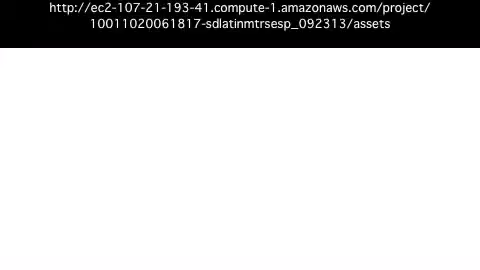 http://ec2-107-21-193-41.compute-1.amazonaws.com/project/
10011020061817-sdlatinmtrsesp_092313/assets